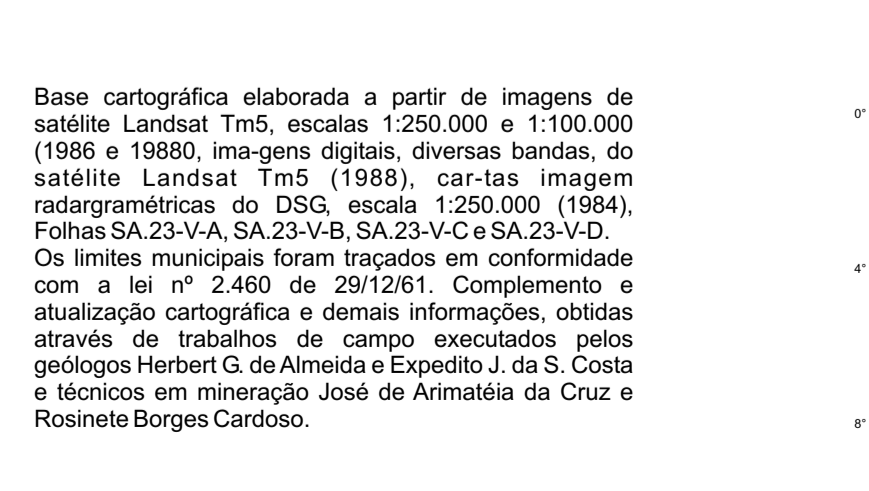 Base cartográfica elaborada a partir de imagens de
satélite Landsat Tm5, escalas 1:250.000 e 1:100.000
(1986 e 19880, ima-gens digitais, diversas bandas, do
satélite Landsat Tm5 (1988), car-tas imagem
radargramétricas do DSG, escala 1:250.000 (1984),
Folhas SA.23-V-A, SA.23-V-B, SA.23-V-C e SA.23-V-D.
Os limites municipais foram traçados em conformidade
com a lei nº 2.460 de 29/12/61. Complemento e
atualização cartográfica e demais informações, obtidas
através de trabalhos de campo executados pelos
geólogos Herbert G. de Almeida e Expedito J. da S. Costa
e técnicos em mineração José de Arimatéia da Cruz e
Rosinete Borges Cardoso.
0°
4°
8°